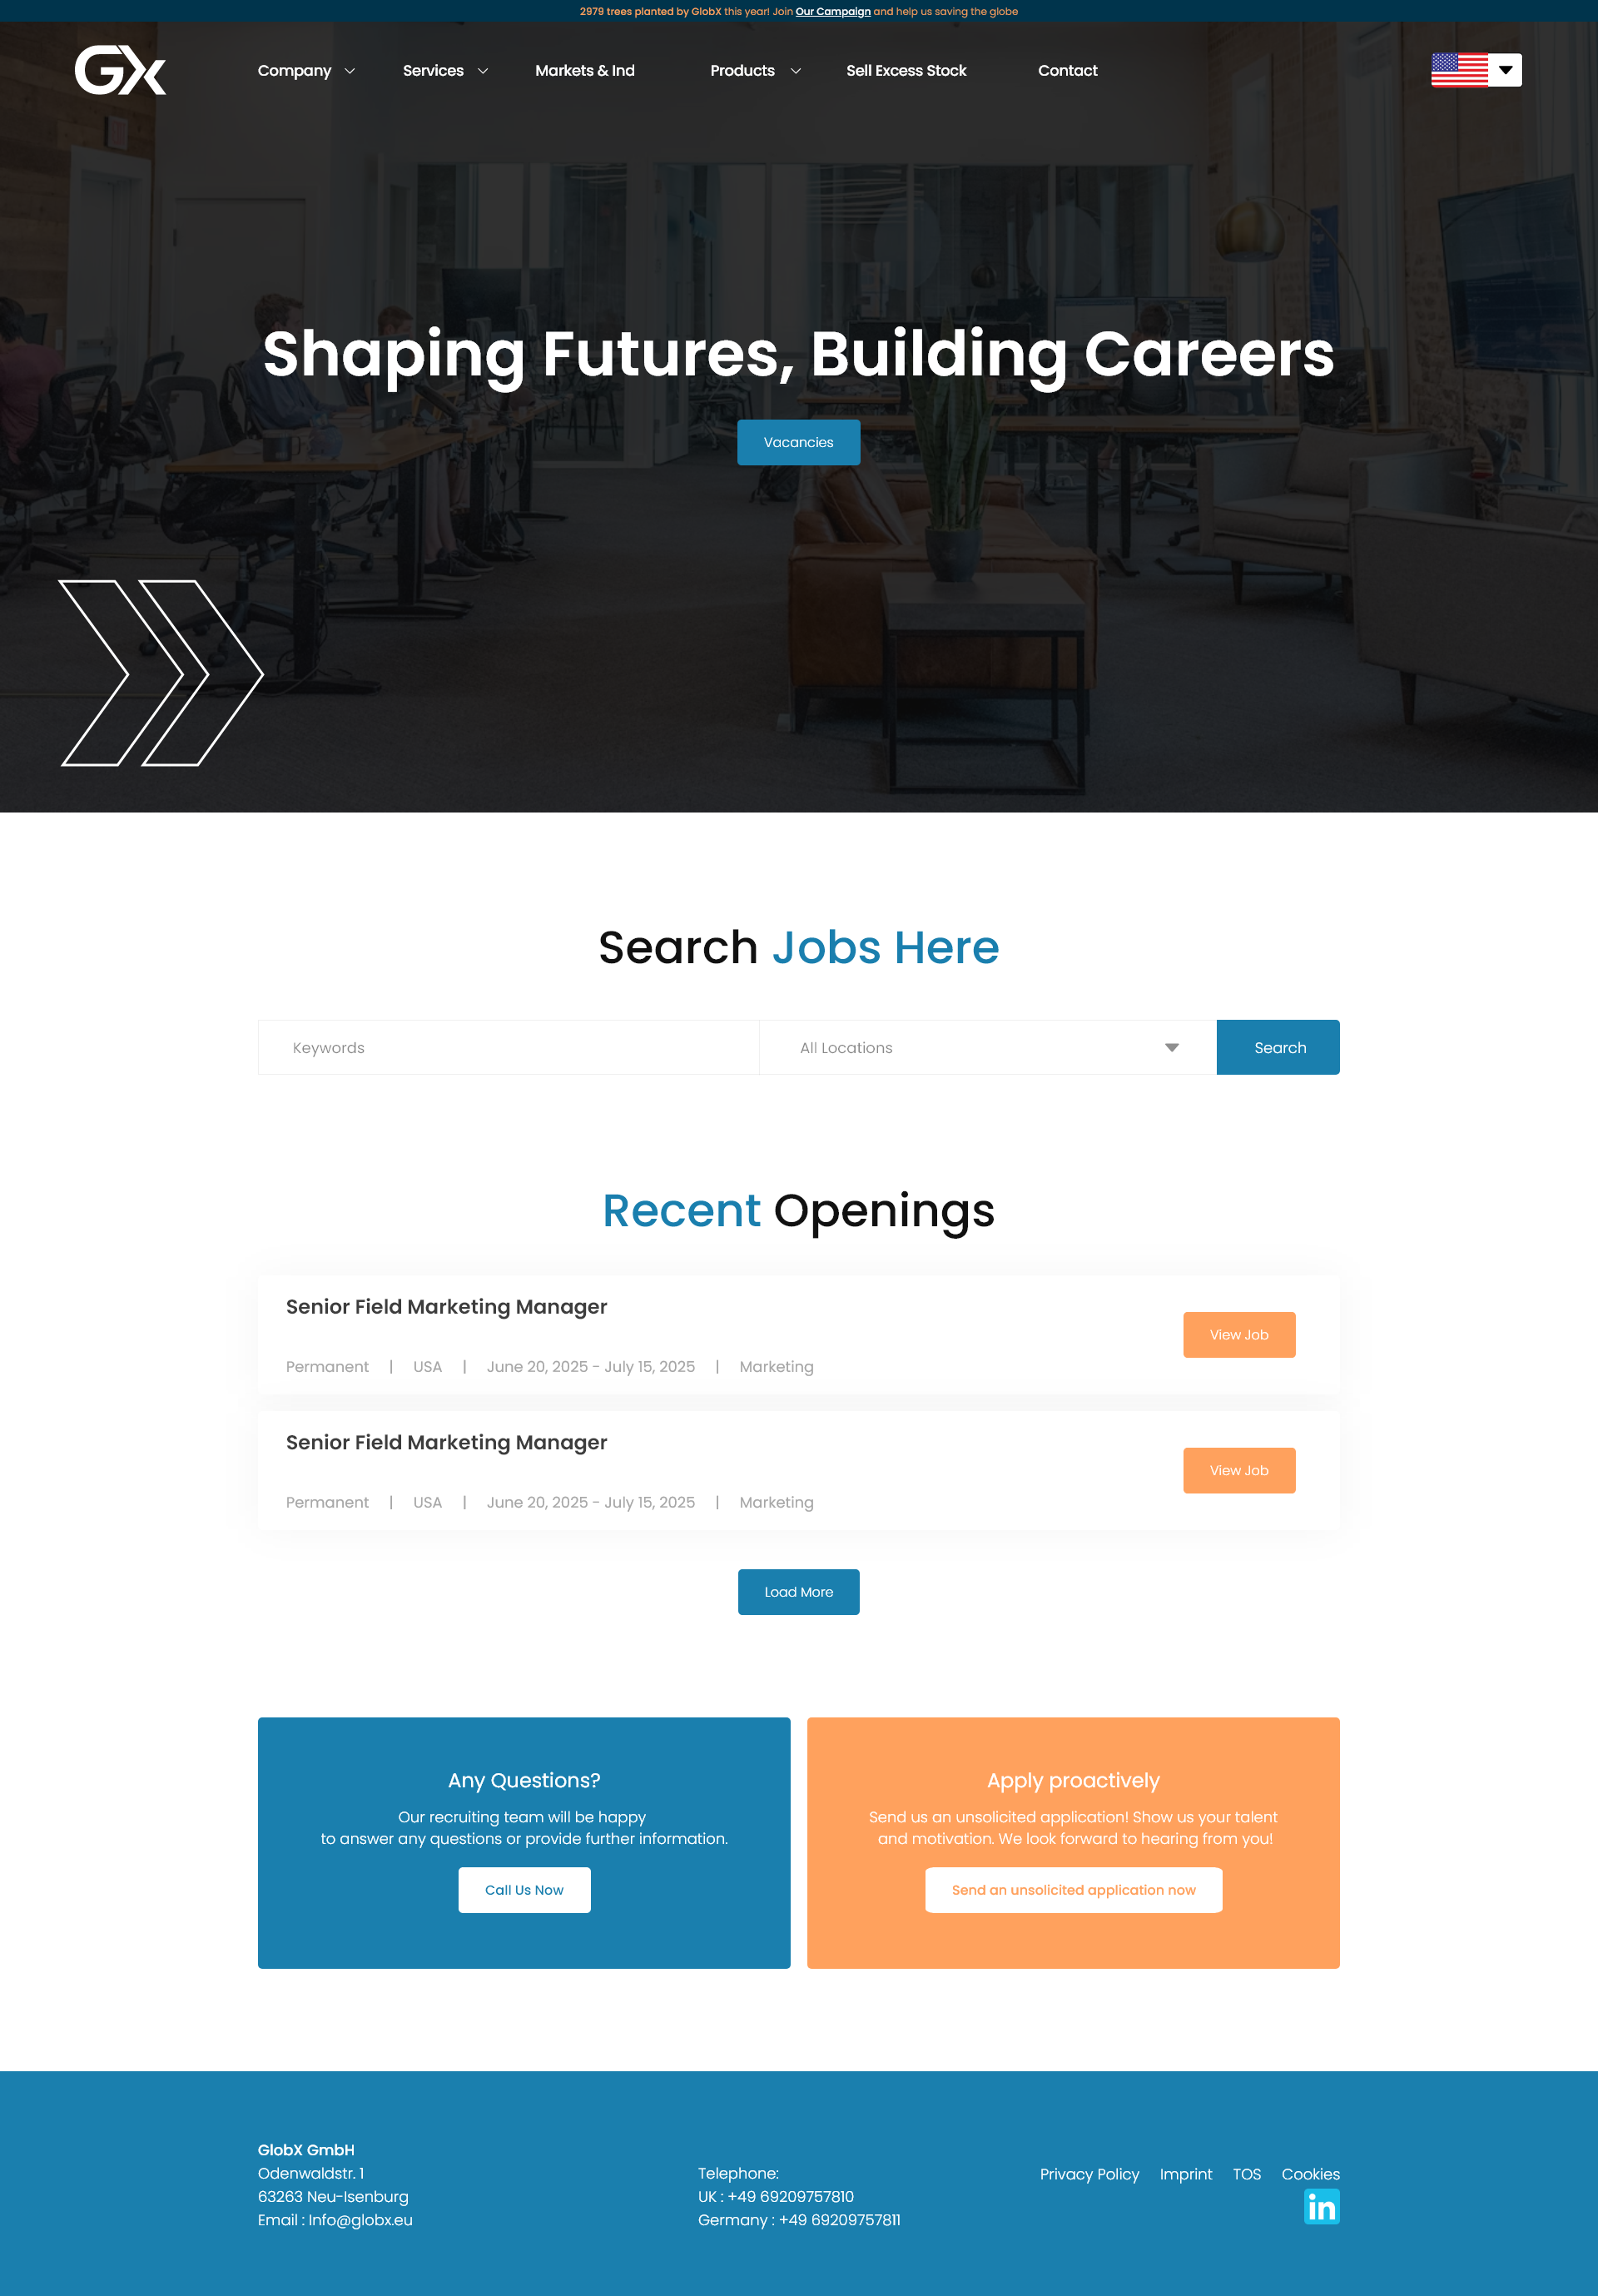 2979 trees planted by GlobX this year! Join Our Campaign and help us saving the globe
GX
Company
Services
Markets & Ind
Products
Sell Excess Stock
Contact
Shaping Futures, Building Careers
Vacancies
Search Jobs Here
Keywords
All Locations
Search
Recent Openings
Senior Field Marketing Manager
View Job
Permanent | USA | June 20, 2025 - July 15, 2025 | Marketing
Senior Field Marketing Manager
View Job
Permanent | USA | June 20, 2025 - July 15, 2025 | Marketing
Load More
Any Questions?
Our recruiting team will be happy
to answer any questions or provide further information.
Call Us Now
Apply proactively
Send us an unsolicited application! Show us your talent
and motivation. We look forward to hearing from you!
Send an unsolicited application now
GlobX GmbH
Odenwaldstr. 1
63263 Neu-Isenburg
Email : Info@globx.eu
Telephone:
UK : +49 69209757810
Germany : +49 69209757811
Privacy Policy
Imprint
TOS
Cookies
in